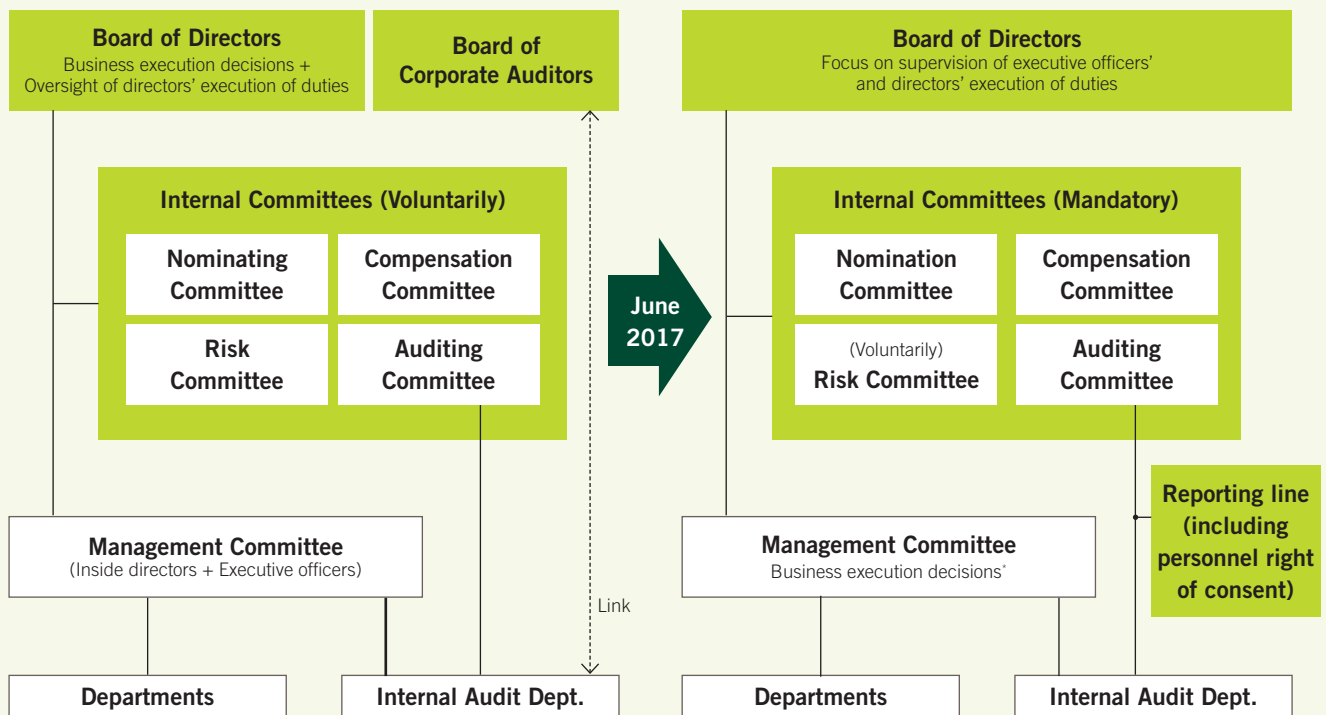 Board of Directors
Business execution decisions +
Oversight of directors’ execution of duties
Board of
Corporate Auditors
Internal Committees (Voluntarily)
Nominating
Committee
Compensation
Committee
Risk
Committee
Auditing
Committee
Management Committee
(Inside directors + Executive officers)
Link
Departments
Internal Audit Dept.
June
2017
Board of Directors
Focus on supervision of executive officers’
and directors’ execution of duties
Internal Committees (Mandatory)
Nomination
Committee
Compensation
Committee
(Voluntarily)
Risk Committee
Auditing
Committee
Reporting line
(including
personnel right
of consent)
Management Committee
Business execution decisions*
Departments
Internal Audit Dept.